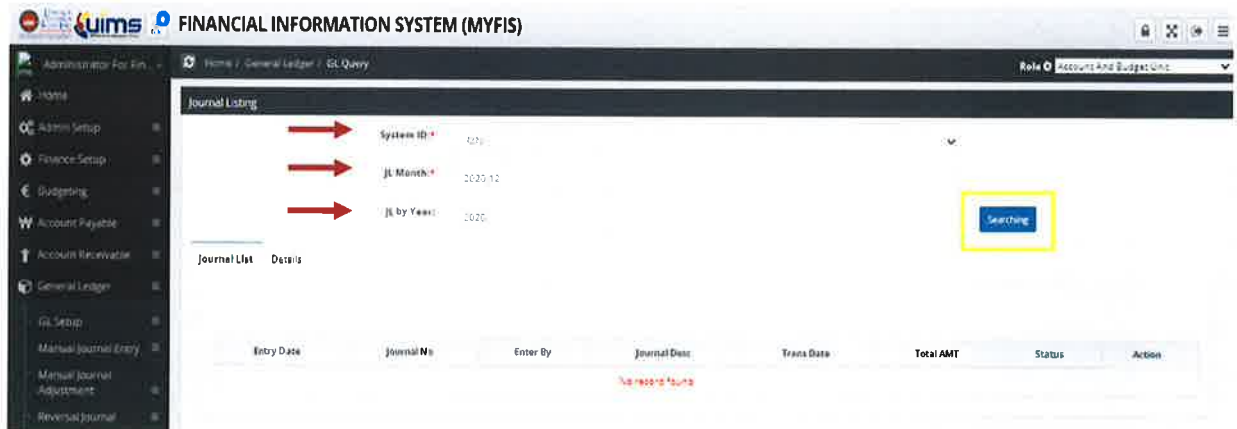 uims FINANCIAL INFORMATION SYSTEM (MYFIS)
Administrator For Fin...
Home / General Ledger / GL Query
Role Account And Budget Unit
Home
Journal Listing
Admin Setup
System ID:*
Finance Setup
JL Month:*
2020-12
Budgeting
Account Payable
JL by Year:
2020
Searching
Account Receivable
Journal List Details
General Ledger
GL Setup
Manual Journal Entry
Entry Date Journal No Enter By Journal Desc Trans Date Total AMT Status Action
Manual Journal
Adjustment
No record found
Reversal Journal